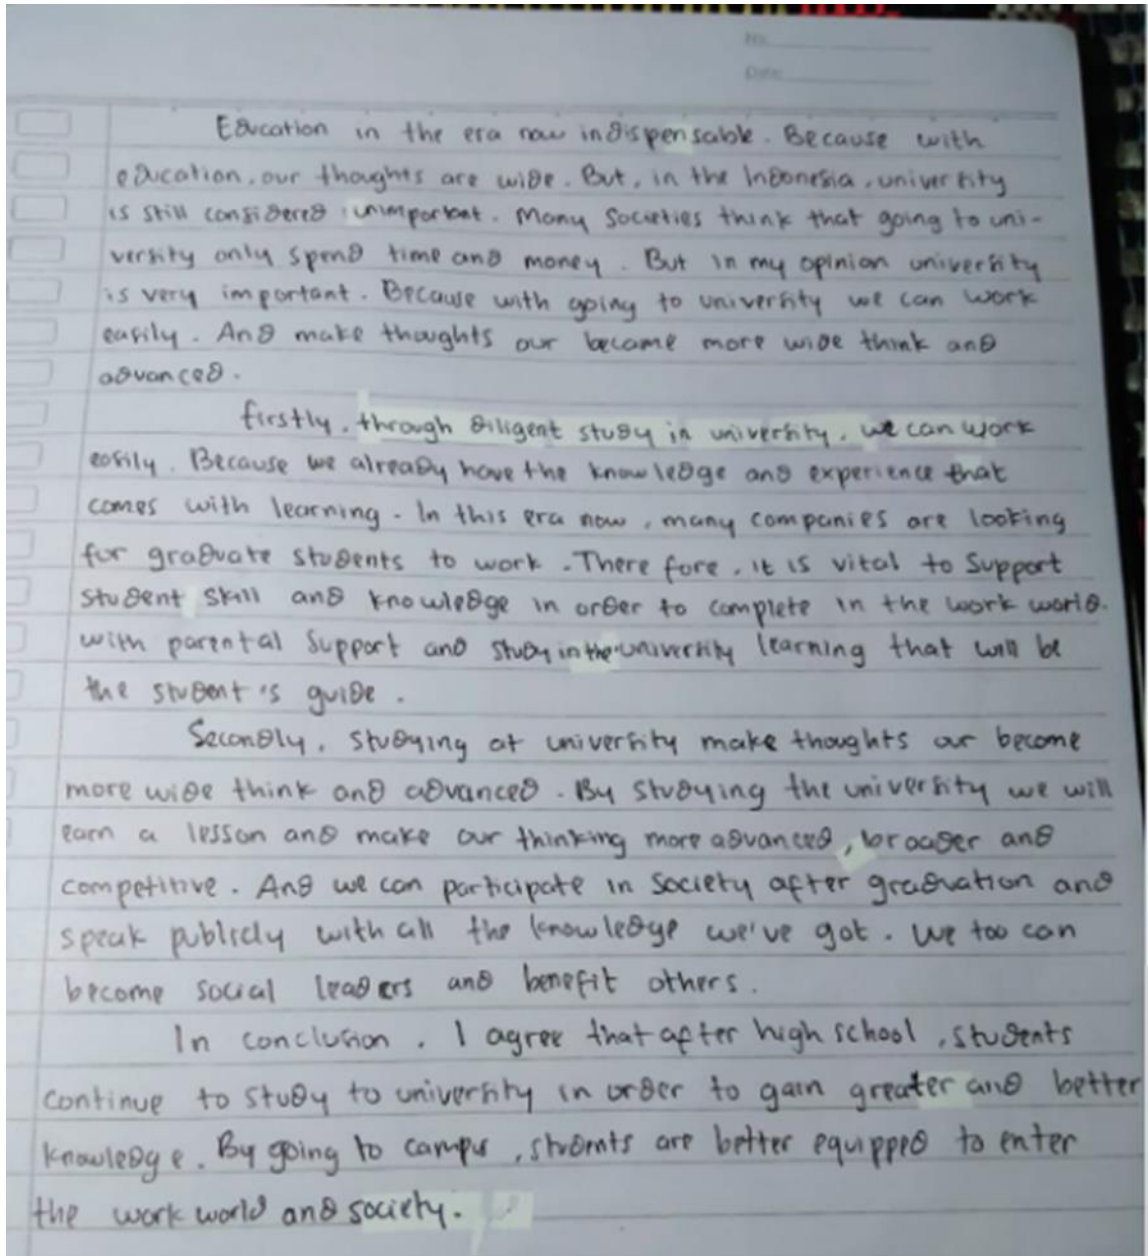 No.
Date:
Education in the era now indispensable. Because with
education, our thoughts are wide. But, in the Indonesia, university
is still considered unimportant. Many societies think that going to uni-
versity only spend time and money. But in my opinion university
is very important. Because with going to university we can work
easily. And make thoughts our became more wide think and
advanced.
firstly, through diligent study in university, we can work
easily. Because we already have the knowledge and experience that
comes with learning. In this era now, many companies are looking
for graduate students to work. There fore, it is vital to support
student skill and knowledge in order to complete in the work world.
with parental support and study in the university learning that will be
the student's guide.
Secondly, studying at university make thoughts our become
more wide think and advanced. By studying the university we will
earn a lesson and make our thinking more advanced, broader and
competitive. And we can participate in society after graduation and
speak publicly with all the knowledge we've got. We too can
become social leaders and benefit others.
In conclusion, I agree that after high school, students
continue to study to university in order to gain greater and better
knowledge. By going to campus, students are better equipped to enter
the work world and society.